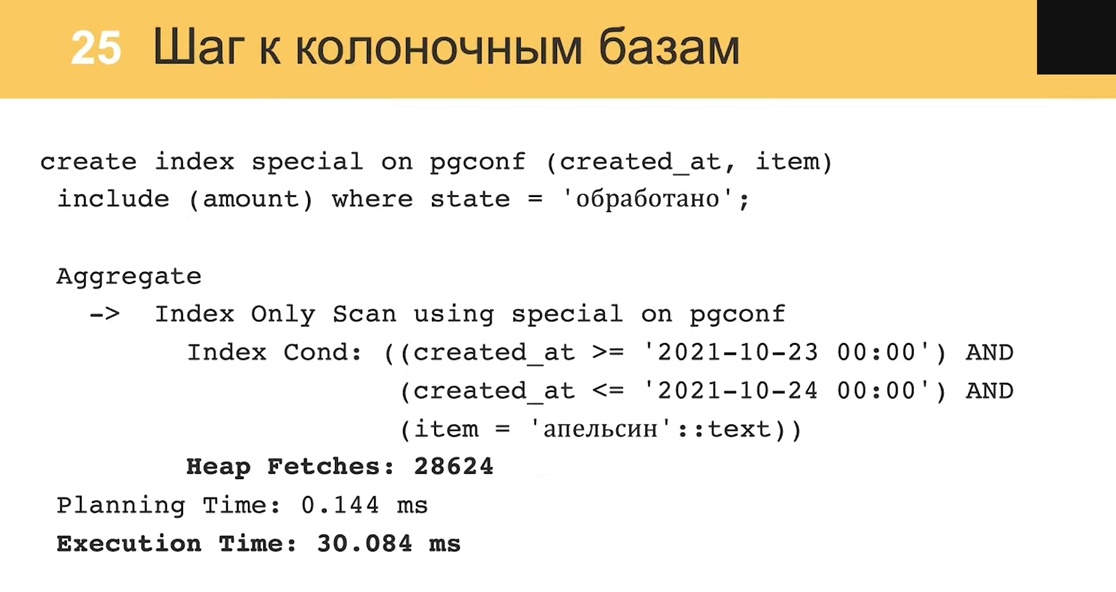 25 Шаг к колоночным базам
create index special on pgconf (created_at, item)
include (amount) where state = 'обработано';
Aggregate
-> Index Only Scan using special on pgconf
Index Cond: ((created_at >= '2021-10-23 00:00') AND
(created_at <= '2021-10-24 00:00') AND
(item = 'апельсин'::text))
Heap Fetches: 28624
Planning Time: 0.144 ms
Execution Time: 30.084 ms